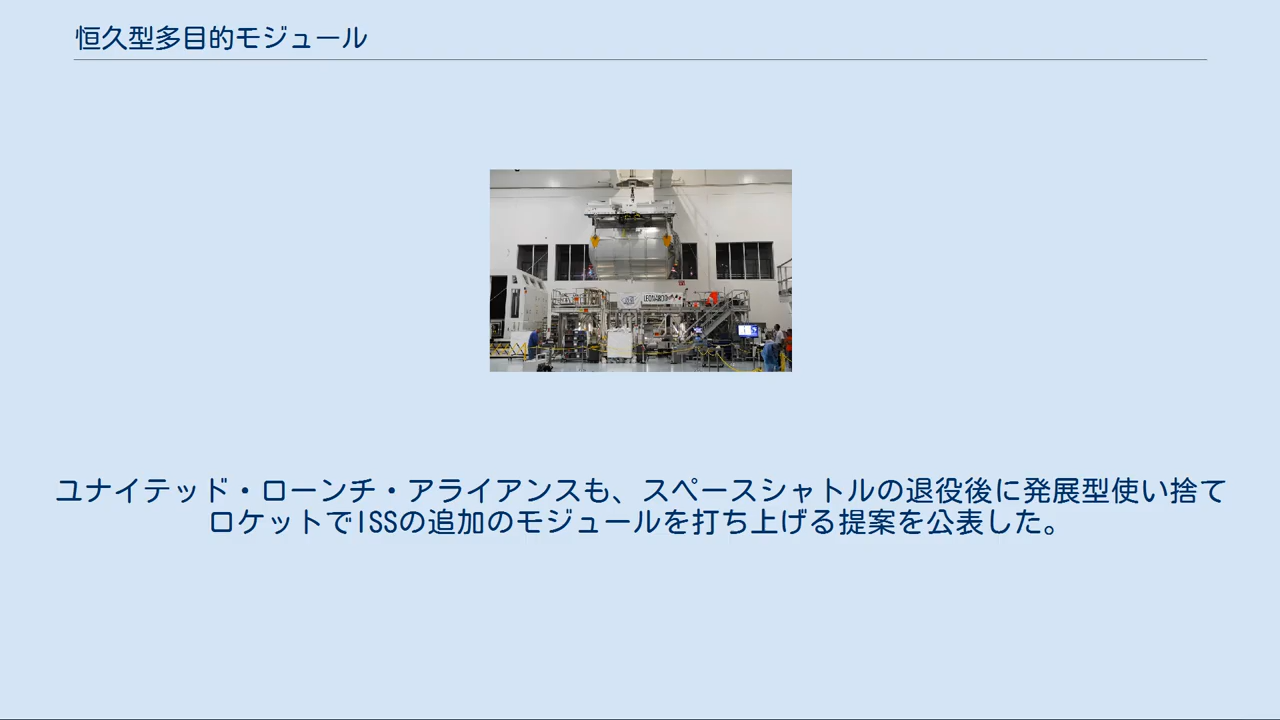 恒久型多目的モジュール
LEONARDO
ユナイテッド・ローンチ・アライアンスも、スペースシャトルの退役後に発展型使い捨て
ロケットでISSの追加のモジュールを打ち上げる提案を公表した。